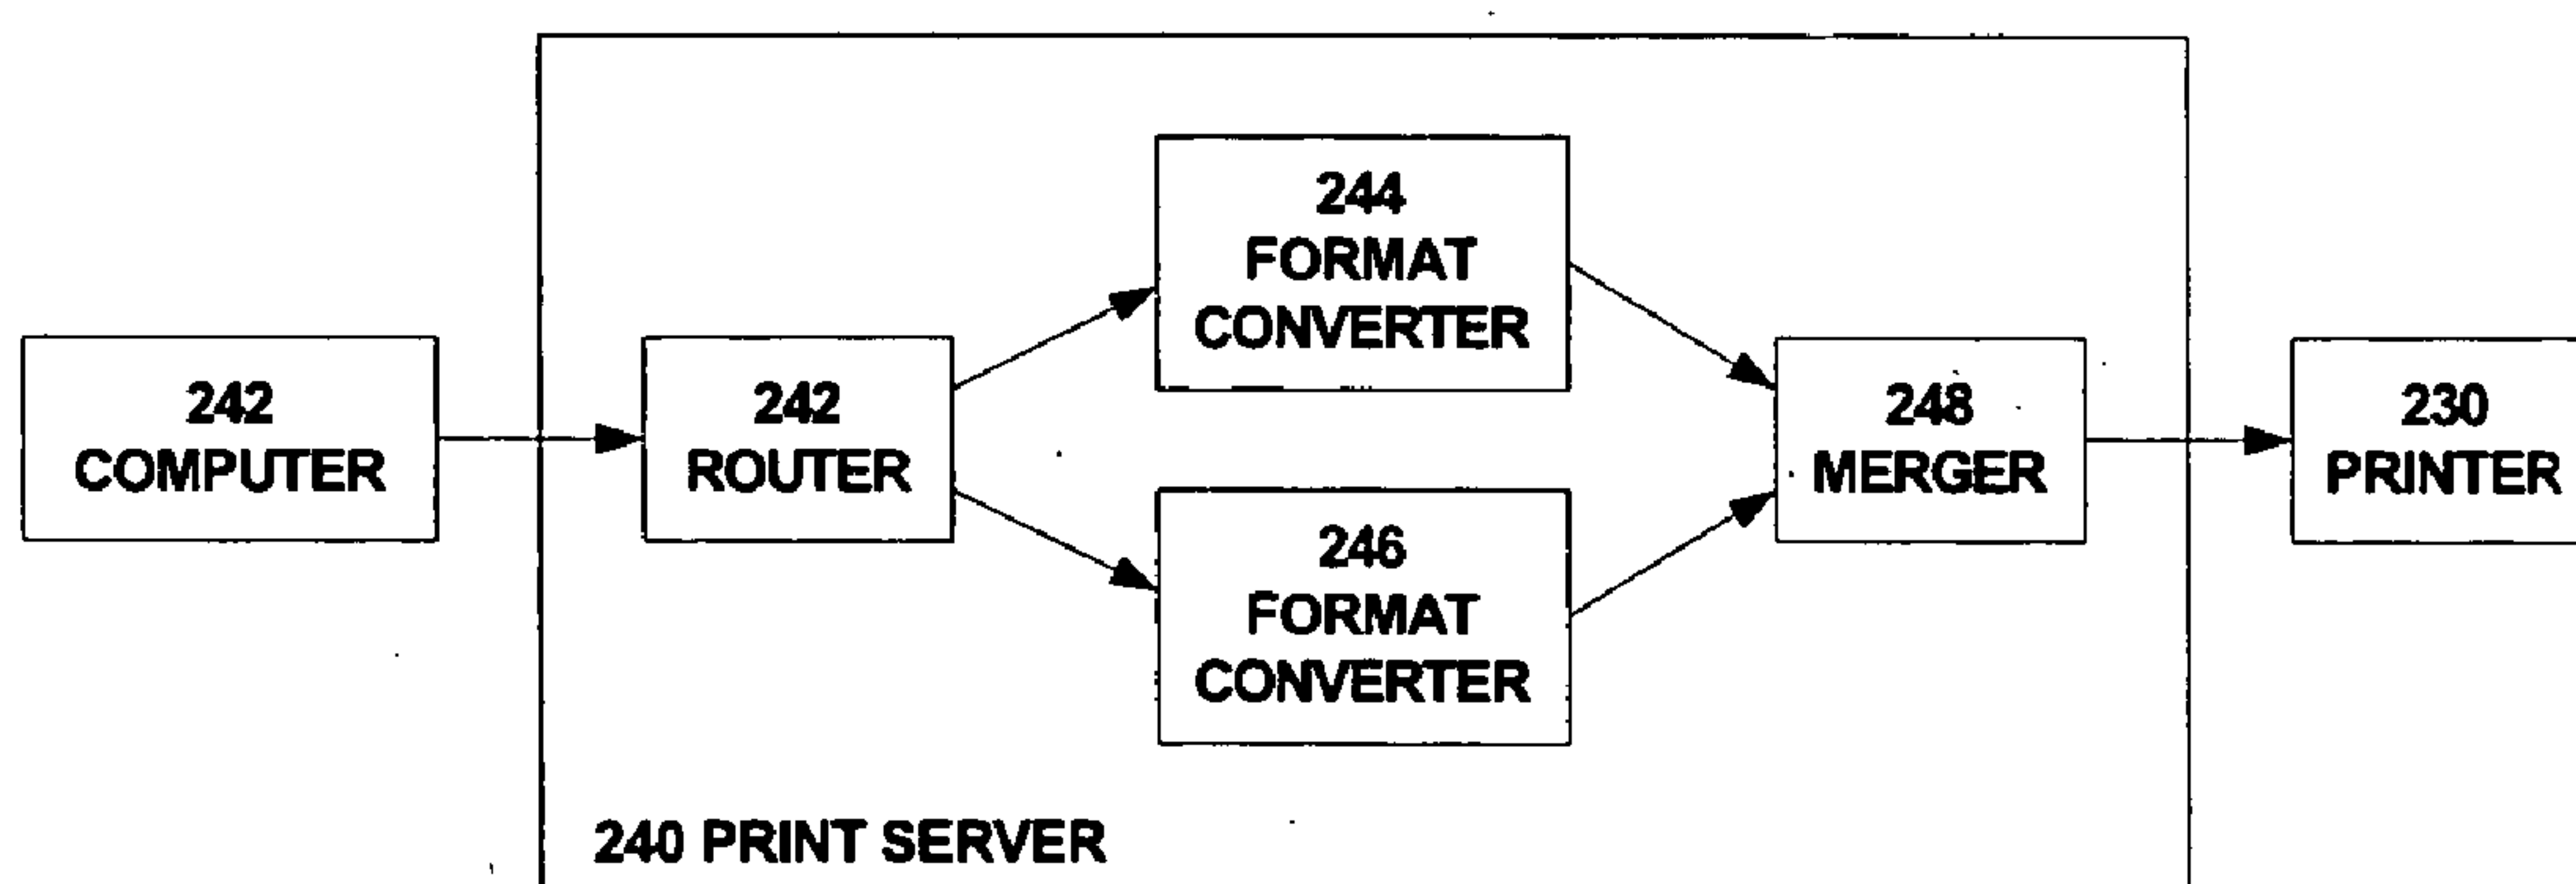 242
COMPUTER
242
ROUTER
244
FORMAT
CONVERTER
246
FORMAT
CONVERTER
248
MERGER
230
PRINTER
240 PRINT SERVER